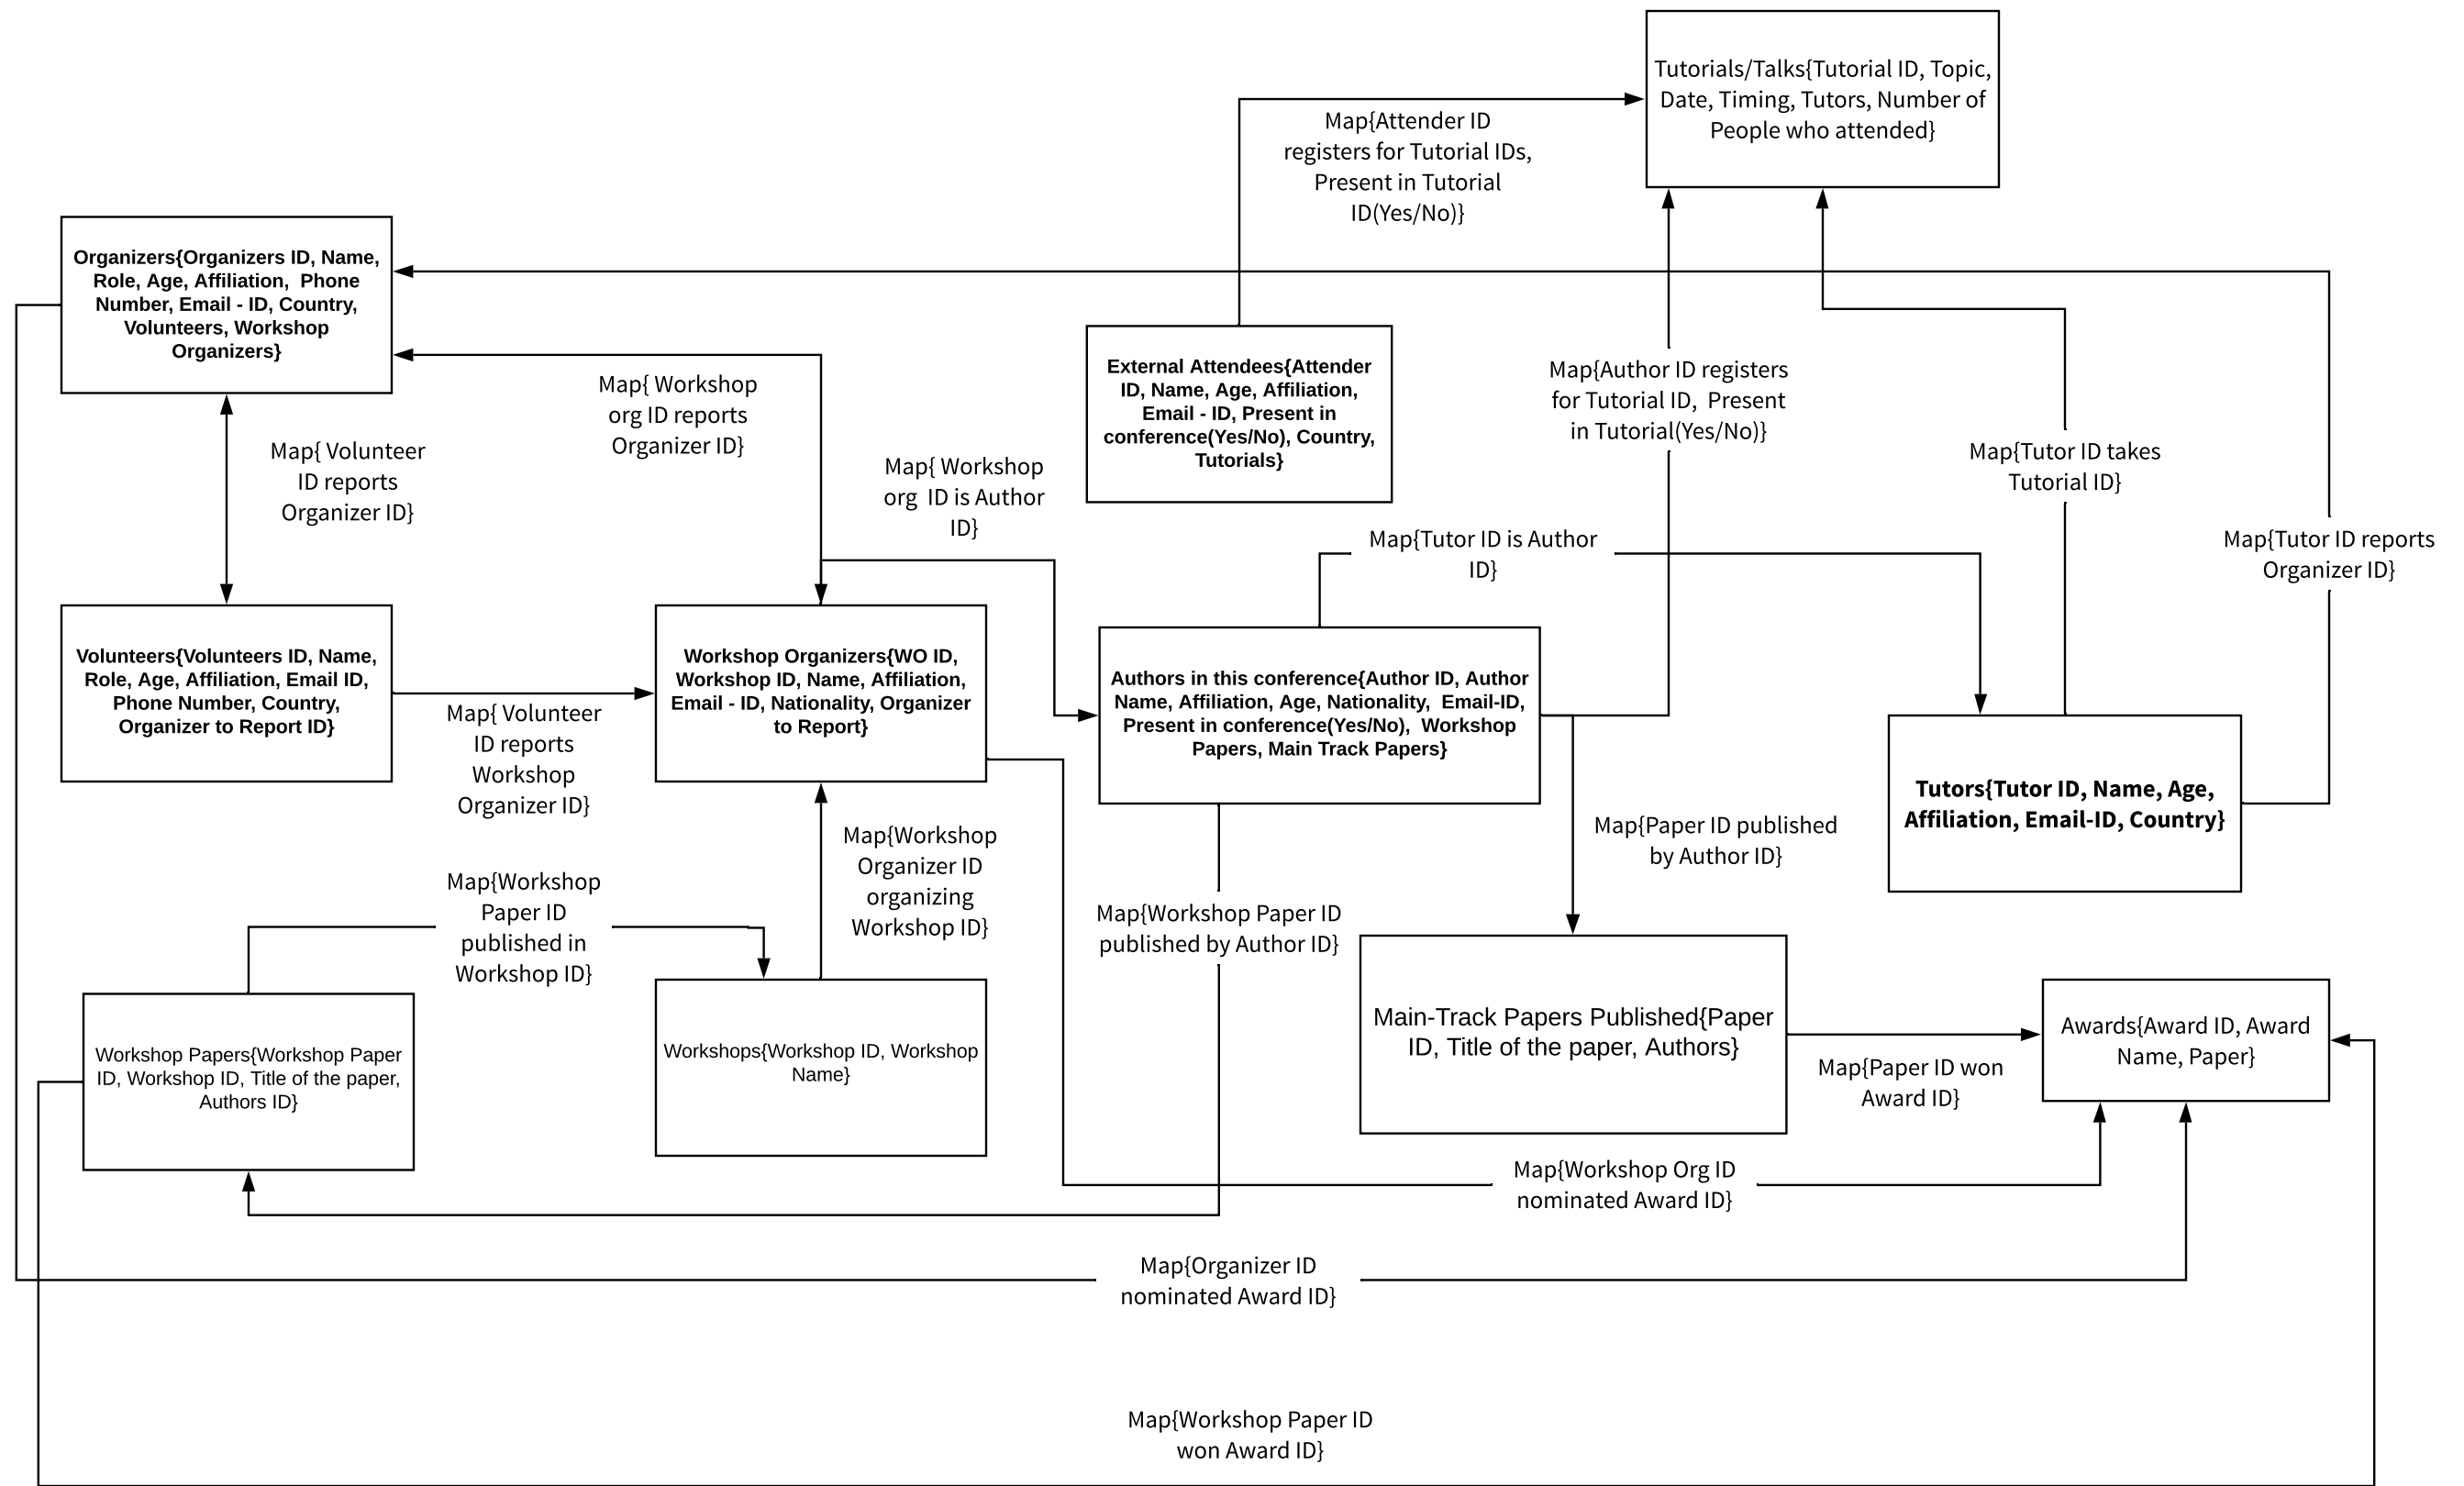 Tutorials/Talks{Tutorial ID, Topic,
Date, Timing, Tutors, Number of
People who attended}
Map{Attender ID
registers for Tutorial IDs,
Present in Tutorial
ID(Yes/No)}
Organizers{Organizers ID, Name,
Role, Age, Affiliation,  Phone
Number, Email - ID, Country,
Volunteers, Workshop
Organizers}
External Attendees{Attender
ID, Name, Age, Affiliation,
Email - ID, Present in
conference(Yes/No), Country,
Tutorials}
Map{ Workshop
org ID reports
Organizer ID}
Map{Author ID registers
for Tutorial ID,  Present
in Tutorial(Yes/No)}
Map{ Volunteer
ID reports
Organizer ID}
Map{ Workshop
org  ID is Author
ID}
Map{Tutor ID takes
Tutorial ID}
Map{Tutor ID is Author
ID}
Map{Tutor ID reports
Organizer ID}
Volunteers{Volunteers ID, Name,
Role, Age, Affiliation, Email ID,
Phone Number, Country,
Organizer to Report ID}
Workshop Organizers{WO ID,
Workshop ID, Name, Affiliation,
Email - ID, Nationality, Organizer
to Report}
Authors in this conference{Author ID, Author
Name, Affiliation, Age, Nationality,  Email-ID,
Present in conference(Yes/No),  Workshop
Papers, Main Track Papers}
Tutors{Tutor ID, Name, Age,
Affiliation, Email-ID, Country}
Map{ Volunteer
ID reports
Workshop
Organizer ID}
Map{Workshop
Organizer ID
organizing
Workshop ID}
Map{Paper ID published
by Author ID}
Map{Workshop
Paper ID
published in
Workshop ID}
Map{Workshop Paper ID
published by Author ID}
Workshop Papers{Workshop Paper
ID, Workshop ID, Title of the paper,
Authors ID}
Workshops{Workshop ID, Workshop
Name}
Main-Track Papers Published{Paper
ID, Title of the paper, Authors}
Awards{Award ID, Award
Name, Paper}
Map{Paper ID won
Award ID}
Map{Workshop Org ID
nominated Award ID}
Map{Organizer ID
nominated Award ID}
Map{Workshop Paper ID
won Award ID}